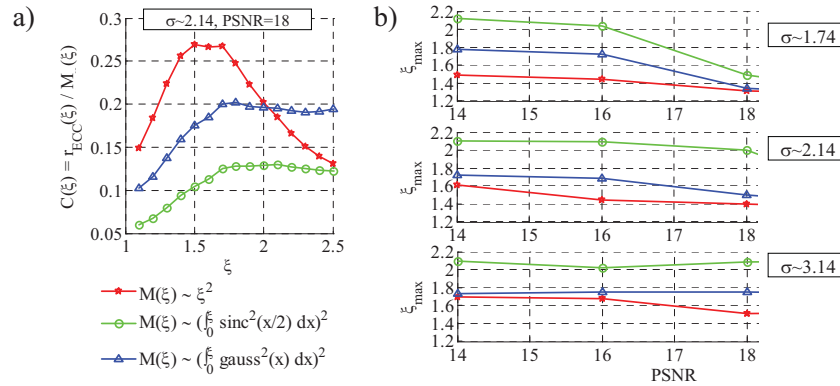 a)
σ~2.14, PSNR=18
C(ξ) = r_ECC(ξ) / M(ξ)
0.3
0.25
0.2
0.15
0.1
0.05
1 1.5 2 2.5
ξ
M(ξ) ~ ξ²
M(ξ) ~ (∫₀^ξ sinc²(x/2) dx)²
M(ξ) ~ (∫₀^ξ gauss²(x) dx)²
b)
σ~1.74
ξ_max
2.2
2
1.8
1.6
1.4
1.2
14 15 16 17 18
σ~2.14
ξ_max
2.2
2
1.8
1.6
1.4
1.2
14 15 16 17 18
σ~3.14
ξ_max
2.2
2
1.8
1.6
1.4
1.2
14 15 16 17 18
PSNR